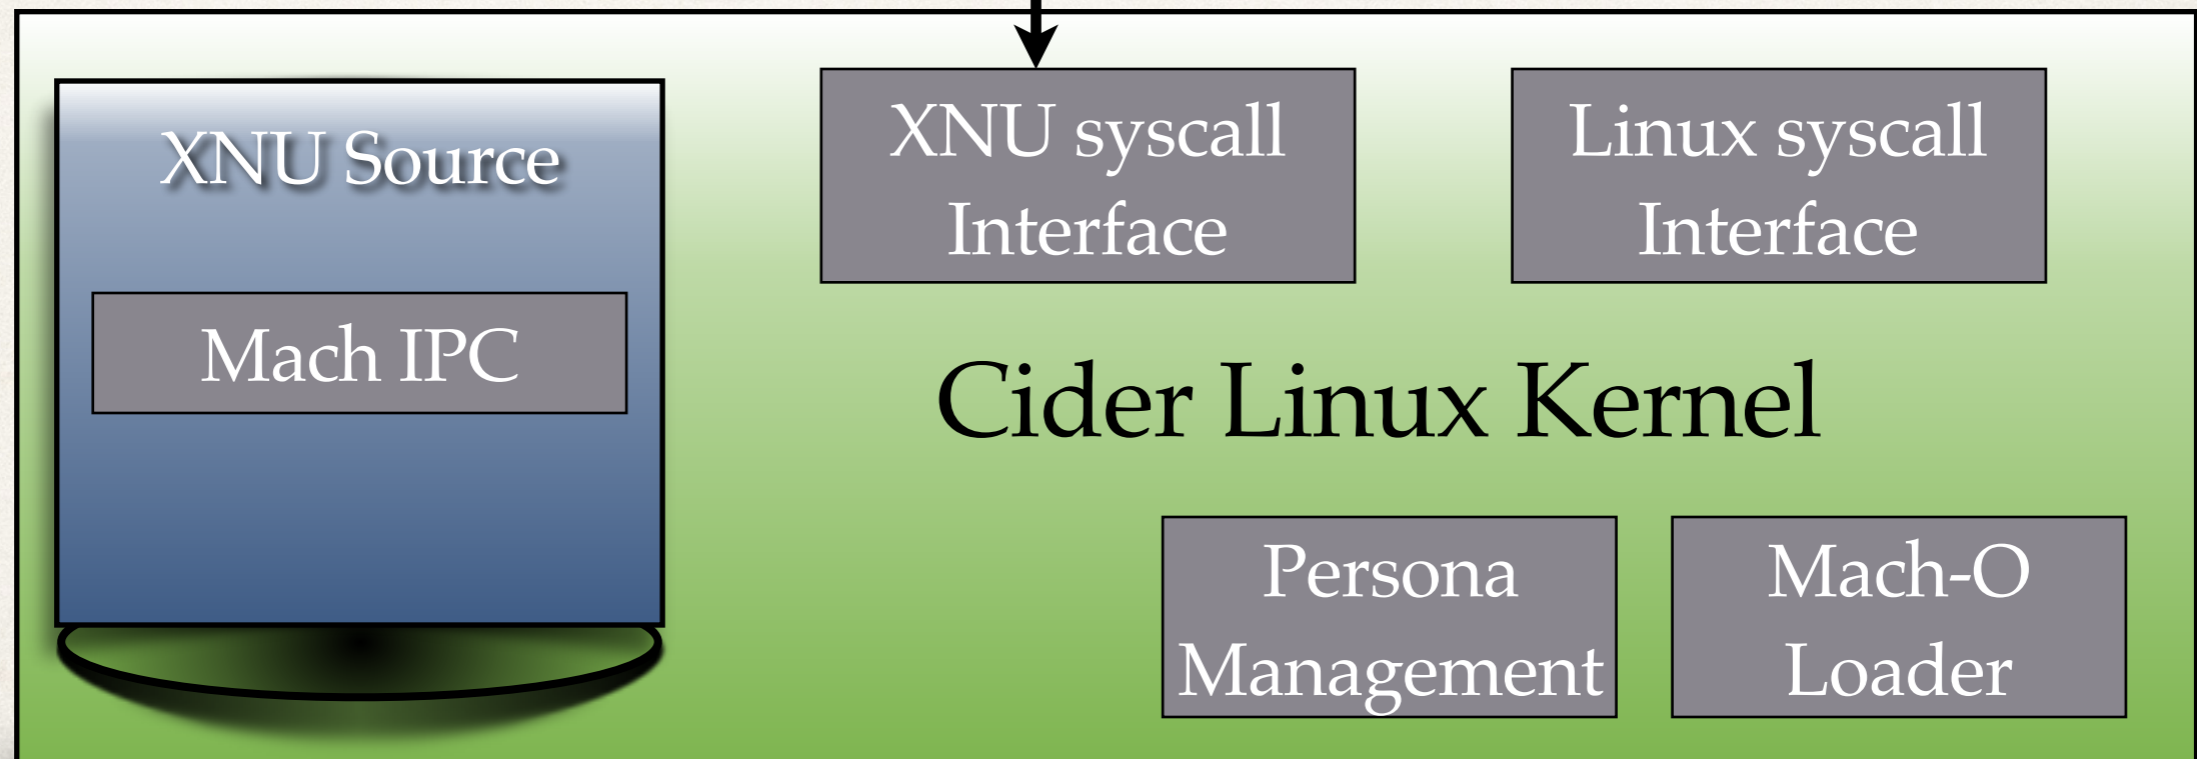 XNU Source
Mach IPC
XNU syscall
Interface
Linux syscall
Interface
Cider Linux Kernel
Persona
Management
Mach-O
Loader